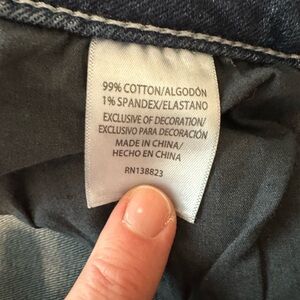 99% COTTON/ALGODÓN
1% SPANDEX/ELASTANO
EXCLUSIVE OF DECORATION/
EXCLUSIVO PARA DECORACIÓN
MADE IN CHINA/
HECHO EN CHINA
RN138823